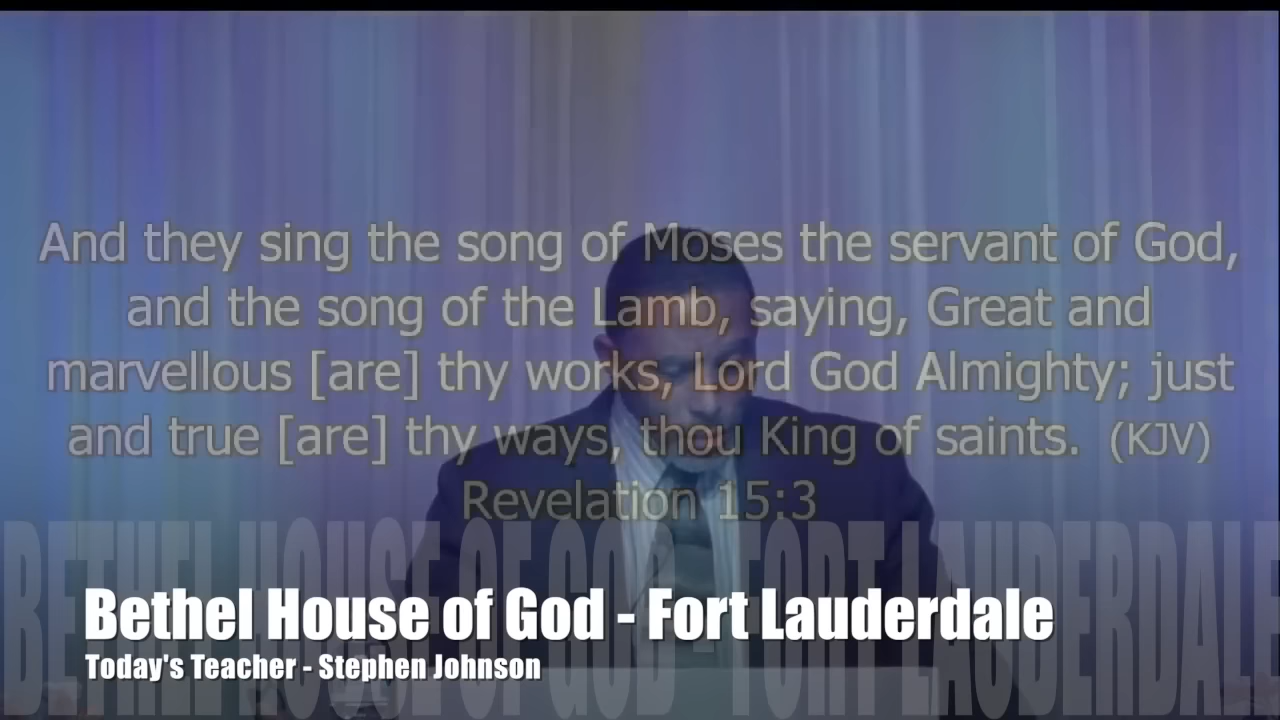 And they sing the song of Moses the servant of God,
and the song of the Lamb, saying, Great and
marvellous [are] thy works, Lord God Almighty; just
and true [are] thy ways, thou King of saints. (KJV)
Revelation 15:3
BETHEL HOUSE OF GOD - FORT LAUDERDALE
Bethel House of God - Fort Lauderdale
Today's Teacher - Stephen Johnson